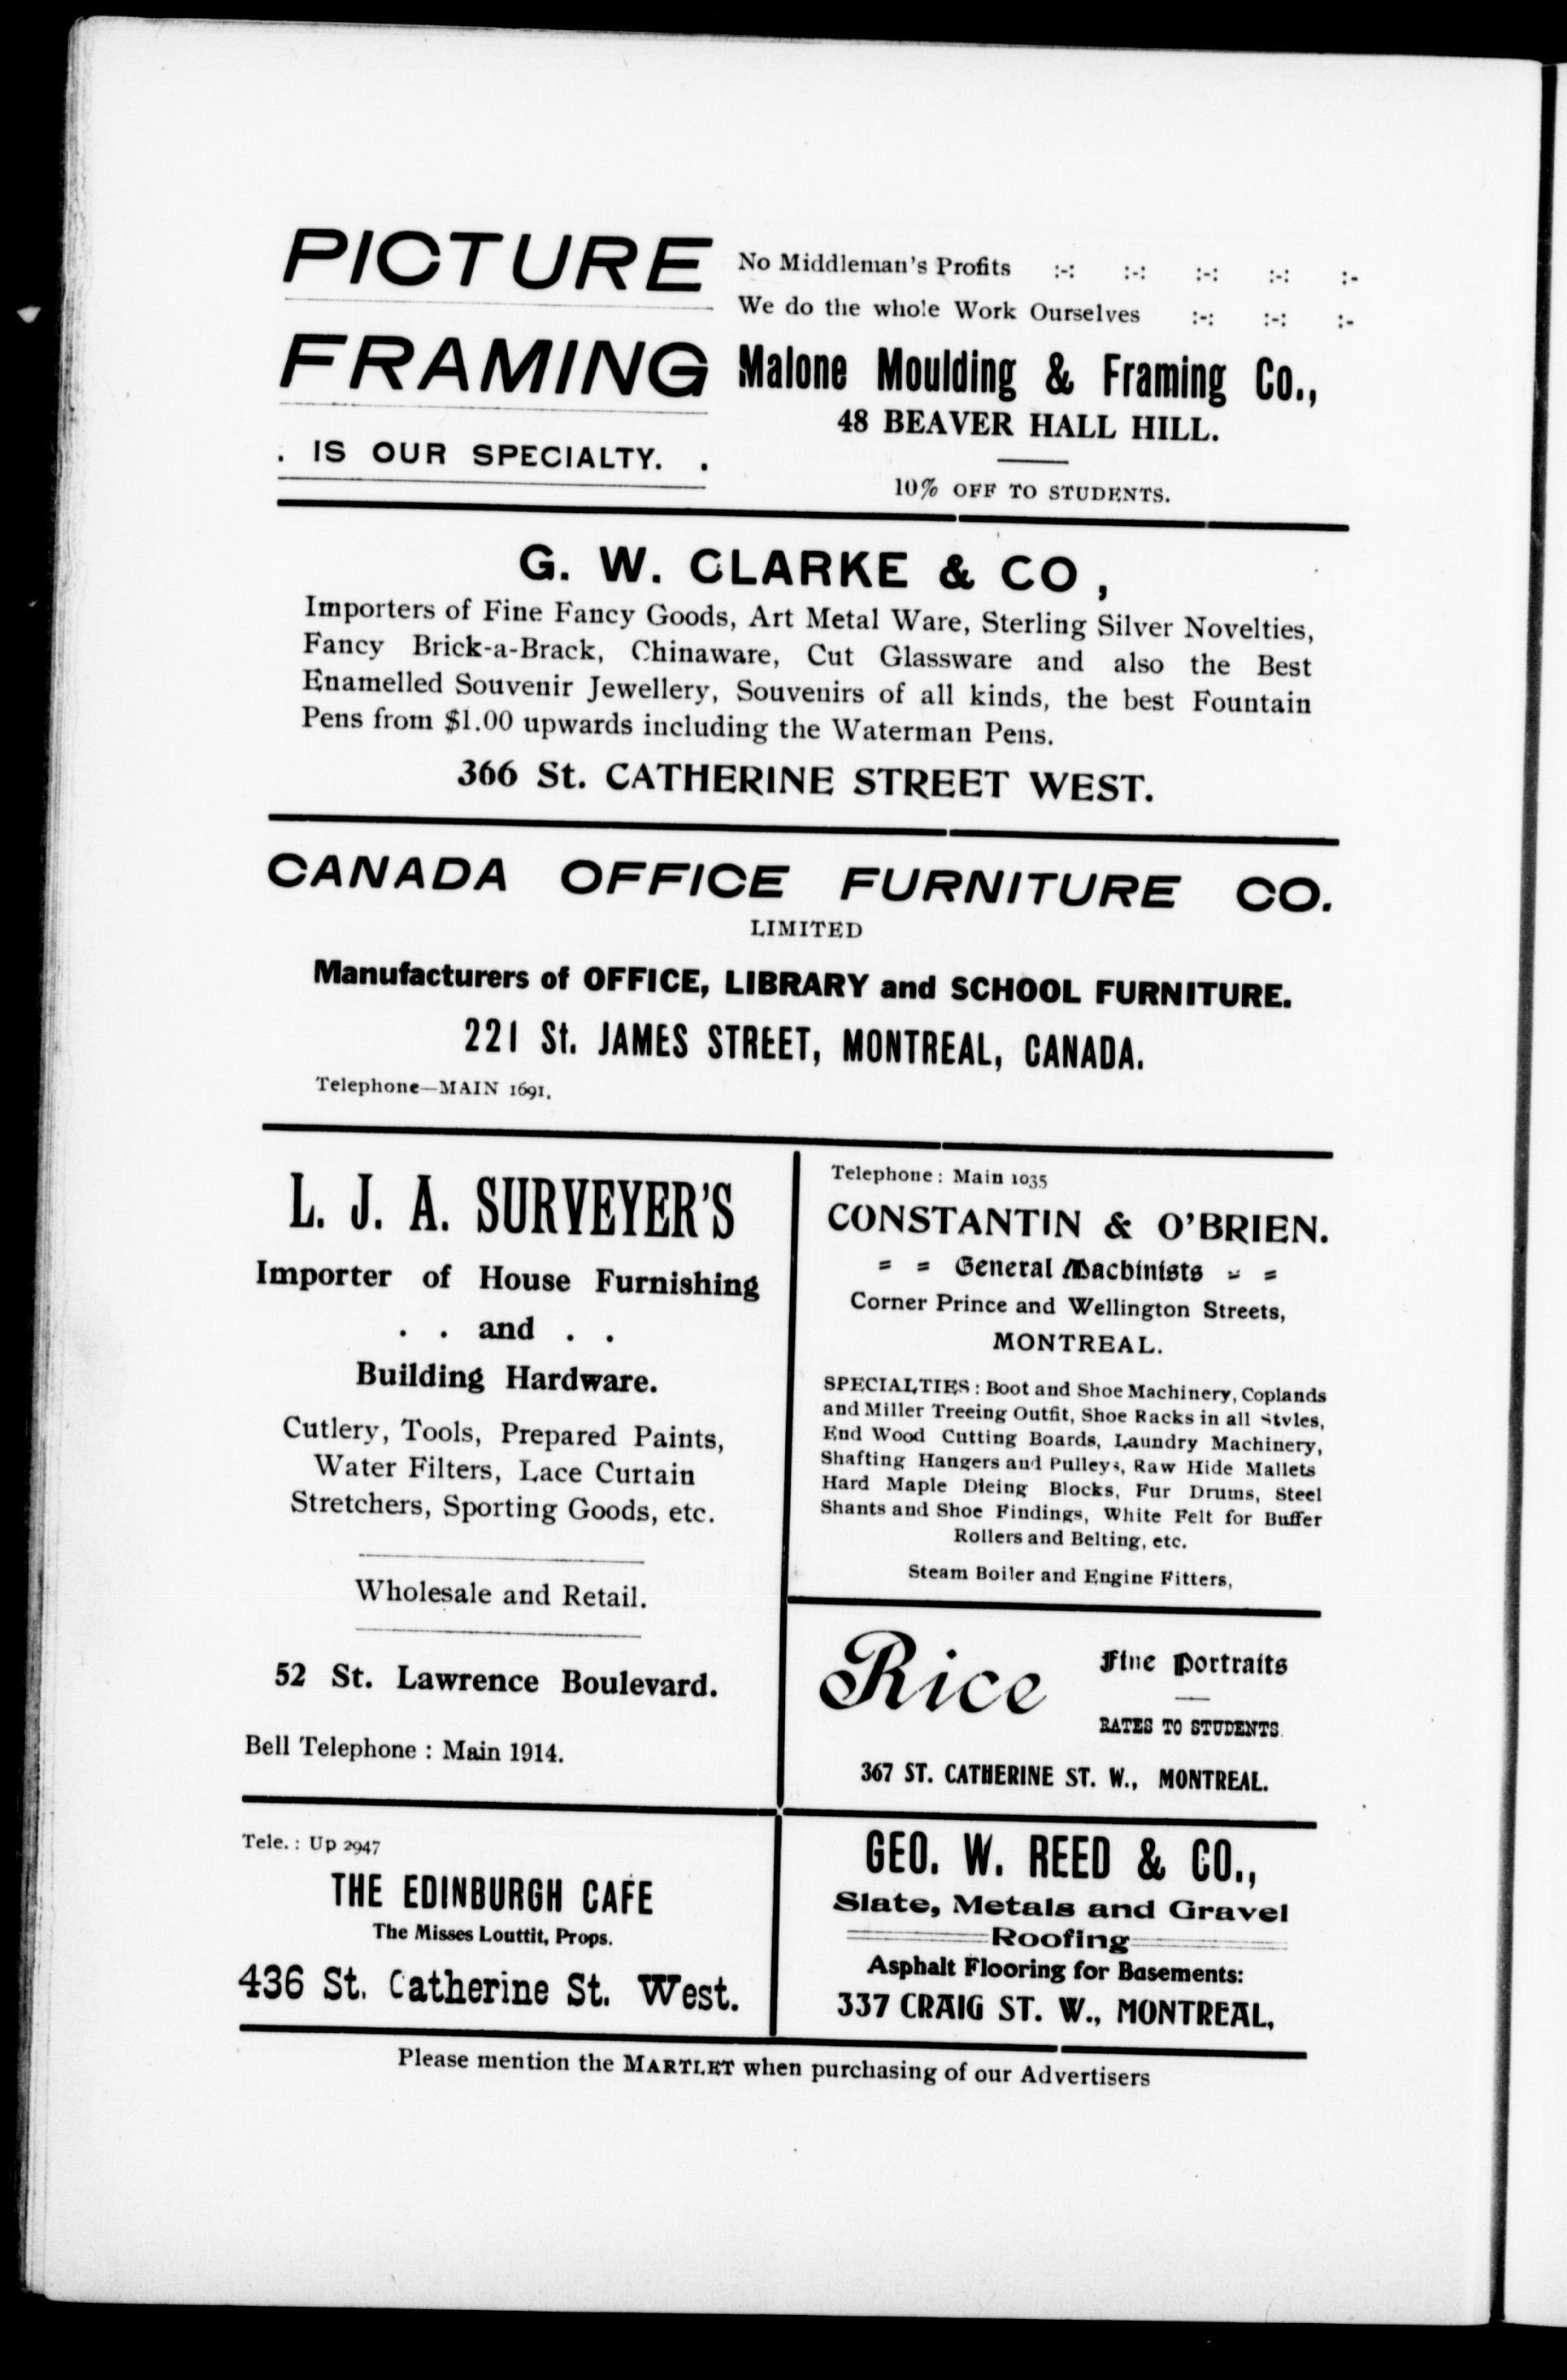 PICTURE
FRAMING
. IS OUR SPECIALTY. .
No Middleman's Profits :-: :-: :-: :-: :-
We do the whole Work Ourselves :-: :-: :-
Malone Moulding & Framing Co.,
48 BEAVER HALL HILL.
10% OFF TO STUDENTS.
G. W. CLARKE & CO ,
Importers of Fine Fancy Goods, Art Metal Ware, Sterling Silver Novelties,
Fancy Brick-a-Brack, Chinaware, Cut Glassware and also the Best
Enamelled Souvenir Jewellery, Souvenirs of all kinds, the best Fountain
Pens from $1.00 upwards including the Waterman Pens.
366 St. CATHERINE STREET WEST.
CANADA OFFICE FURNITURE CO.
LIMITED
Manufacturers of OFFICE, LIBRARY and SCHOOL FURNITURE.
221 St. JAMES STREET, MONTREAL, CANADA.
Telephone—MAIN 1691.
L. J. A. SURVEYER'S
Importer of House Furnishing
. . and . .
Building Hardware.
Cutlery, Tools, Prepared Paints,
Water Filters, Lace Curtain
Stretchers, Sporting Goods, etc.
Wholesale and Retail.
52 St. Lawrence Boulevard.
Bell Telephone : Main 1914.
Telephone: Main 1035
CONSTANTIN & O'BRIEN.
= = General Machinists = =
Corner Prince and Wellington Streets,
MONTREAL.
SPECIALTIES : Boot and Shoe Machinery, Coplands
and Miller Treeing Outfit, Shoe Racks in all Styles,
End Wood Cutting Boards, Laundry Machinery,
Shafting Hangers and Pulleys, Raw Hide Mallets
Hard Maple Dieing Blocks, Fur Drums, Steel
Shants and Shoe Findings, White Felt for Buffer
Rollers and Belting, etc.
Steam Boiler and Engine Fitters,
Rice
Fine Portraits
RATES TO STUDENTS.
367 ST. CATHERINE ST. W., MONTREAL.
Tele. : Up 2947
THE EDINBURGH CAFE
The Misses Louttit, Props.
436 St. Catherine St. West.
GEO. W. REED & CO.,
Slate, Metals and Gravel
Roofing
Asphalt Flooring for Basements:
337 CRAIG ST. W., MONTREAL,
Please mention the MARTLET when purchasing of our Advertisers